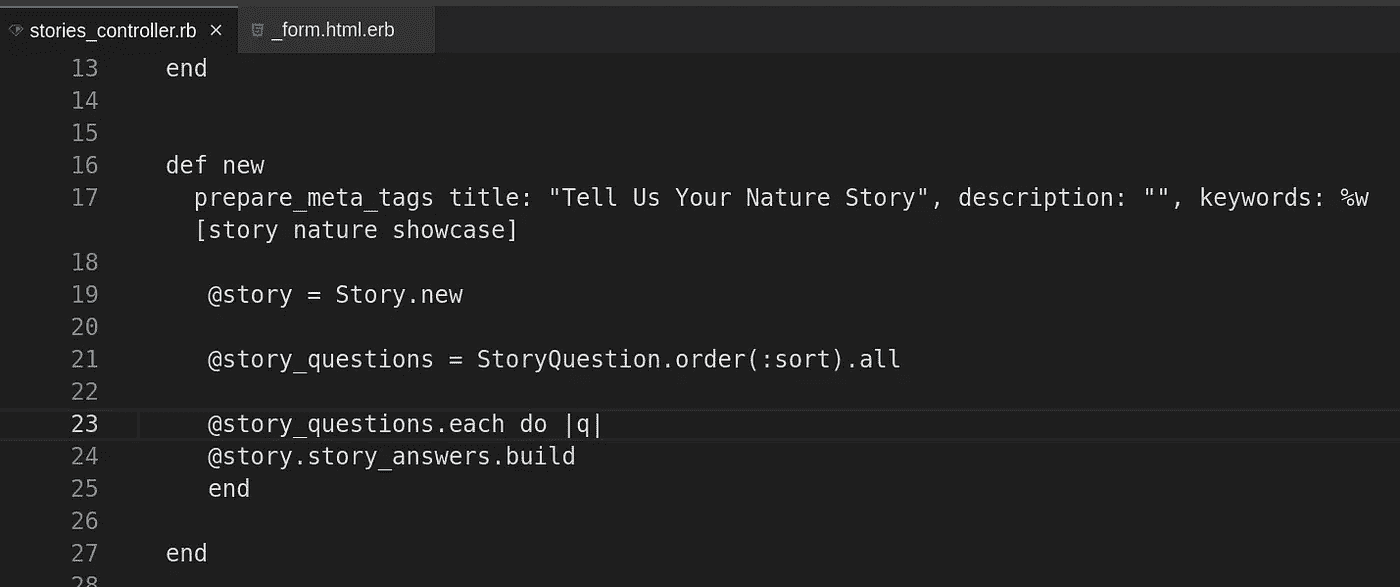 stories_controller.rb × _form.html.erb
13 end
14
15
16 def new
17 prepare_meta_tags title: "Tell Us Your Nature Story", description: "", keywords: %w
[story nature showcase]
18
19 @story = Story.new
20
21 @story_questions = StoryQuestion.order(:sort).all
22
23 @story_questions.each do |q|
24 @story.story_answers.build
25 end
26
27 end
28